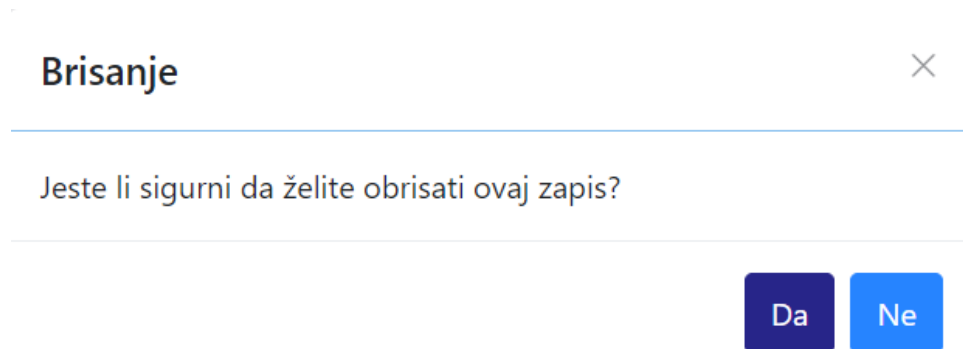 Brisanje
Jeste li sigurni da želite obrisati ovaj zapis?
Da Ne